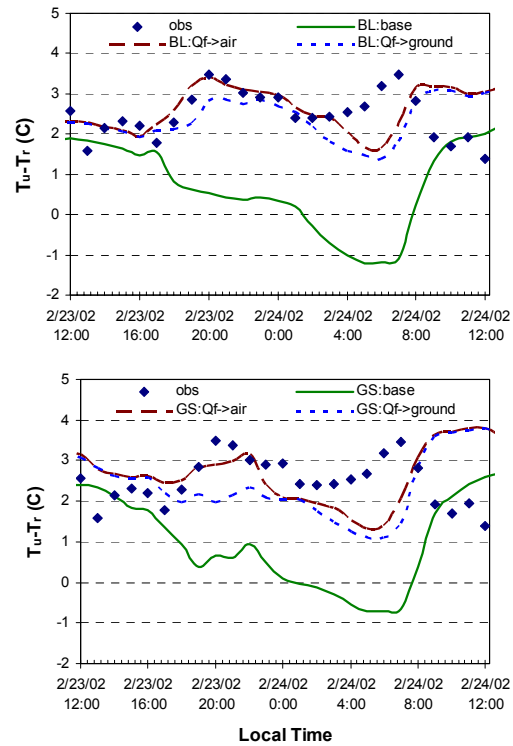 obs BL:base
BL:Qf->air BL:Qf->ground
5
4
3
2
1
0
-1
-2
Tu-Tr (C)
2/23/02 2/23/02 2/23/02 2/24/02 2/24/02 2/24/02 2/24/02
12:00 16:00 20:00 0:00 4:00 8:00 12:00
obs GS:base
GS:Qf->air GS:Qf->ground
5
4
3
2
1
0
-1
-2
Tu-Tr (C)
2/23/02 2/23/02 2/23/02 2/24/02 2/24/02 2/24/02 2/24/02
12:00 16:00 20:00 0:00 4:00 8:00 12:00
Local Time